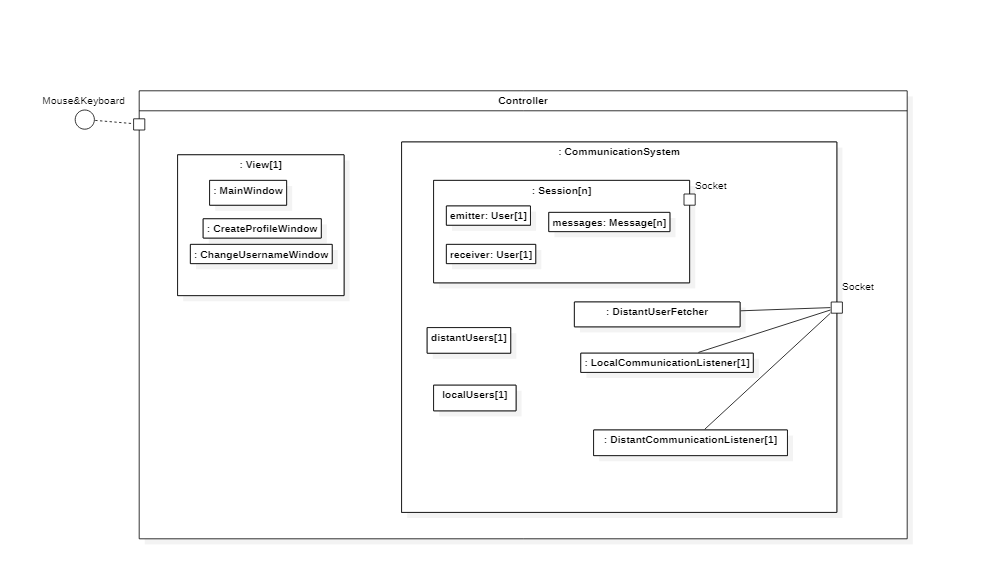 Mouse&Keyboard
Controller
: View[1]
: MainWindow
: CreateProfileWindow
: ChangeUsernameWindow
: CommunicationSystem
: Session[n]
Socket
emitter: User[1]
messages: Message[n]
receiver: User[1]
Socket
: DistantUserFetcher
distantUsers[1]
: LocalCommunicationListener[1]
localUsers[1]
: DistantCommunicationListener[1]